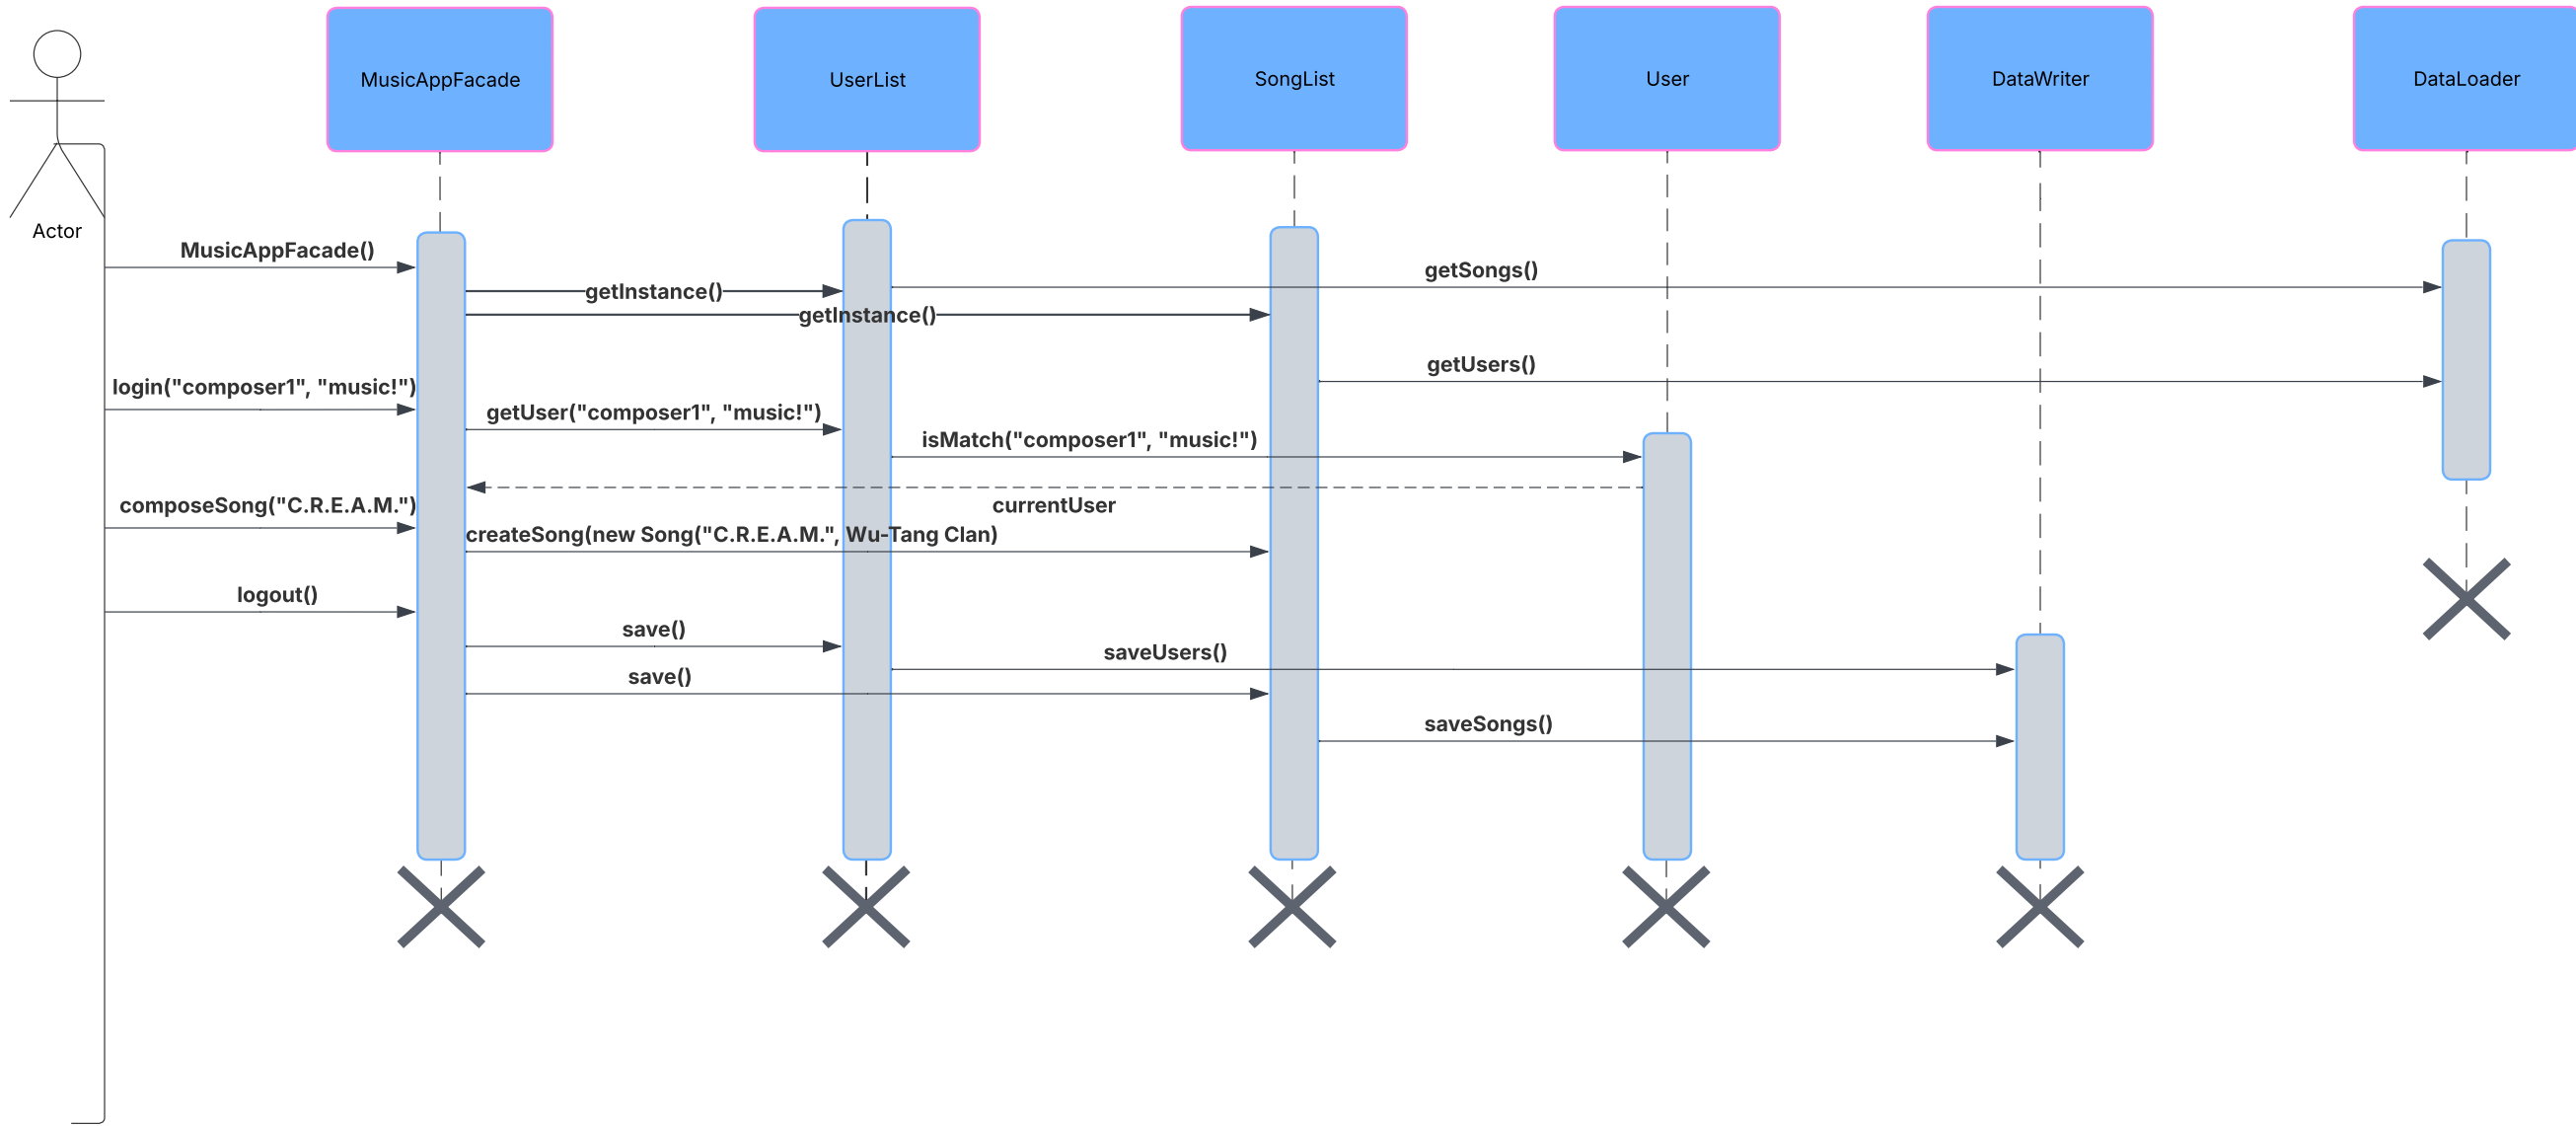 MusicAppFacade
UserList
SongList
User
DataWriter
DataLoader
Actor
MusicAppFacade()
getSongs()
getInstance()
getInstance()
getUsers()
login("composer1", "music!")
getUser("composer1", "music!")
isMatch("composer1", "music!")
currentUser
composeSong("C.R.E.A.M.")
createSong(new Song("C.R.E.A.M.", Wu-Tang Clan)
logout()
save()
saveUsers()
save()
saveSongs()